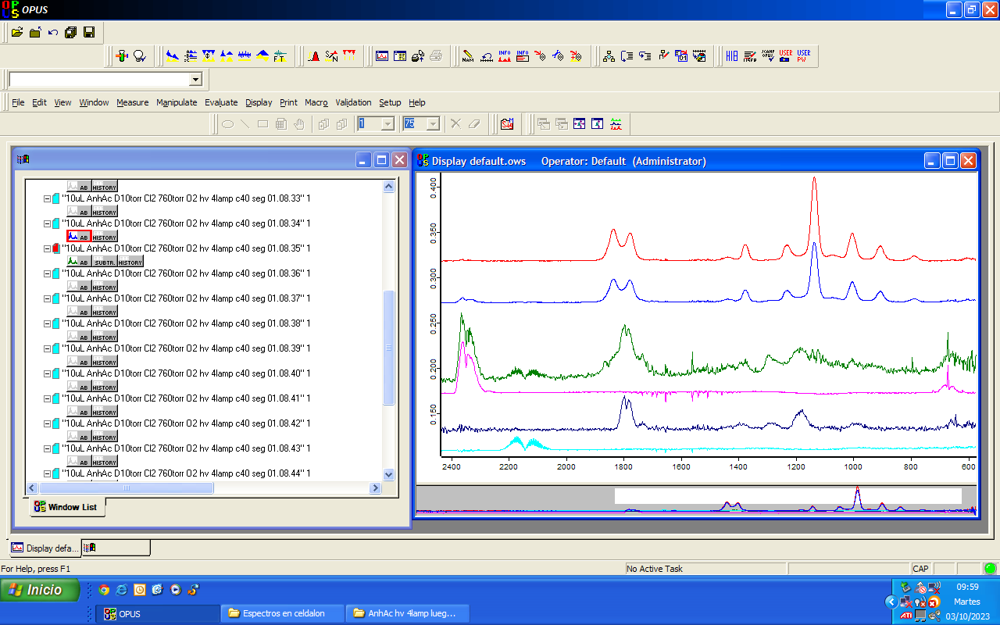 OPUS
File Edit View Window Measure Manipulate Evaluate Display Print Macro Validation Setup Help
1 75
AB HISTORY
"10uL AnhAc D10torr Cl2 760torr O2 hv 4lamp c40 seg 01.08.33" 1
AB HISTORY
"10uL AnhAc D10torr Cl2 760torr O2 hv 4lamp c40 seg 01.08.34" 1
AB HISTORY
"10uL AnhAc D10torr Cl2 760torr O2 hv 4lamp c40 seg 01.08.35" 1
AB SUBTR. HISTORY
"10uL AnhAc D10torr Cl2 760torr O2 hv 4lamp c40 seg 01.08.36" 1
AB HISTORY
"10uL AnhAc D10torr Cl2 760torr O2 hv 4lamp c40 seg 01.08.37" 1
AB HISTORY
"10uL AnhAc D10torr Cl2 760torr O2 hv 4lamp c40 seg 01.08.38" 1
AB HISTORY
"10uL AnhAc D10torr Cl2 760torr O2 hv 4lamp c40 seg 01.08.39" 1
AB HISTORY
"10uL AnhAc D10torr Cl2 760torr O2 hv 4lamp c40 seg 01.08.40" 1
AB HISTORY
"10uL AnhAc D10torr Cl2 760torr O2 hv 4lamp c40 seg 01.08.41" 1
AB HISTORY
"10uL AnhAc D10torr Cl2 760torr O2 hv 4lamp c40 seg 01.08.42" 1
AB HISTORY
"10uL AnhAc D10torr Cl2 760torr O2 hv 4lamp c40 seg 01.08.43" 1
AB HISTORY
"10uL AnhAc D10torr Cl2 760torr O2 hv 4lamp c40 seg 01.08.44" 1
Window List
Display default.ows Operator: Default (Administrator)
0.400
0.350
0.300
0.250
0.200
0.150
2400 2200 2000 1800 1600 1400 1200 1000 800 600
Display defa...
For Help, press F1
No Active Task
CAP
Inicio
OPUS
Espectros en celdalon
AnhAc hv 4lamp lueg...
ATI
09:59
Martes
03/10/2023